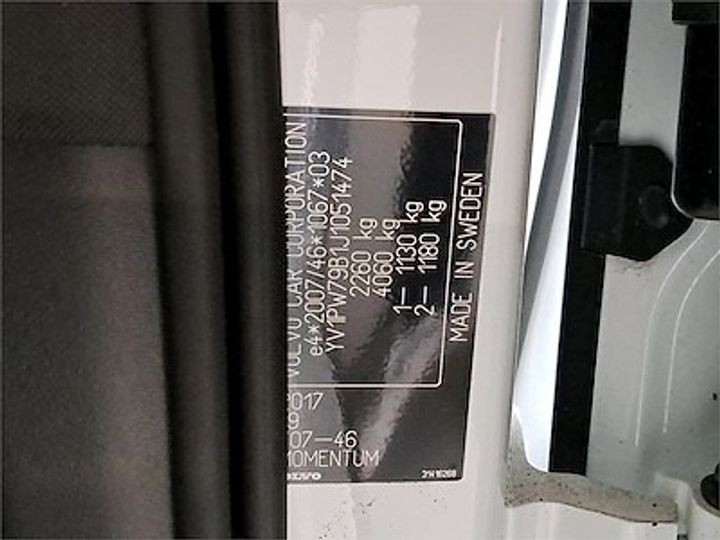 VOLVO CAR CORPORATION
e4*2007/46*1067*03
YV1PW79B1J1051474
2260 kg
4060 kg
1– 1130 kg
2– 1180 kg
MADE IN SWEDEN
2017
07–46
MOMENTUM
VOLVO